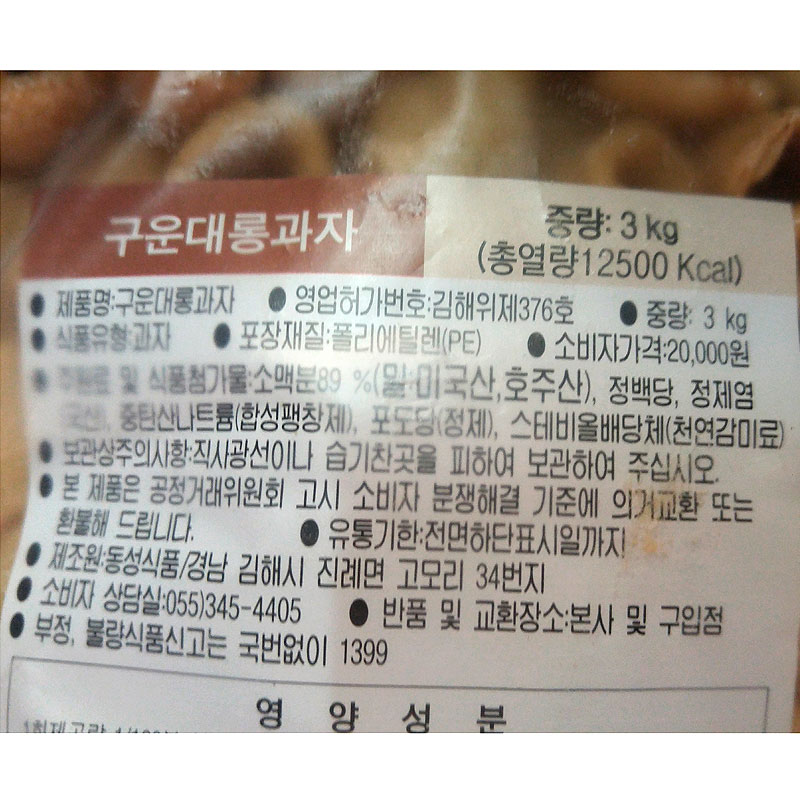 구운대롱과자
중량: 3 kg
(총열량12500 Kcal)
● 제품명:구운대롱과자 ● 영업허가번호:김해위제376호 ● 중량: 3 kg
● 식품유형:과자 ● 포장재질:폴리에틸렌(PE) ● 소비자가격:20,000원
● 주원료 및 식품첨가물:소맥분89 %(밀:미국산,호주산), 정백당, 정제염
중탄산나트륨(합성팽창제), 포도당(정제), 스테비올배당체(천연감미료)
● 보관상주의사항:직사광선이나 습기찬곳을 피하여 보관하여 주십시오.
● 본 제품은 공정거래위원회 고시 소비자 분쟁해결 기준에 의거교환 또는
환불해 드립니다. ● 유통기한:전면하단표시일까지
● 제조원:동성식품/경남 김해시 진례면 고모리 34번지
● 소비자 상담실:055)345-4405 ● 반품 및 교환장소:본사 및 구입점
● 부정, 불량식품신고는 국번없이 1399
영 양 성 분